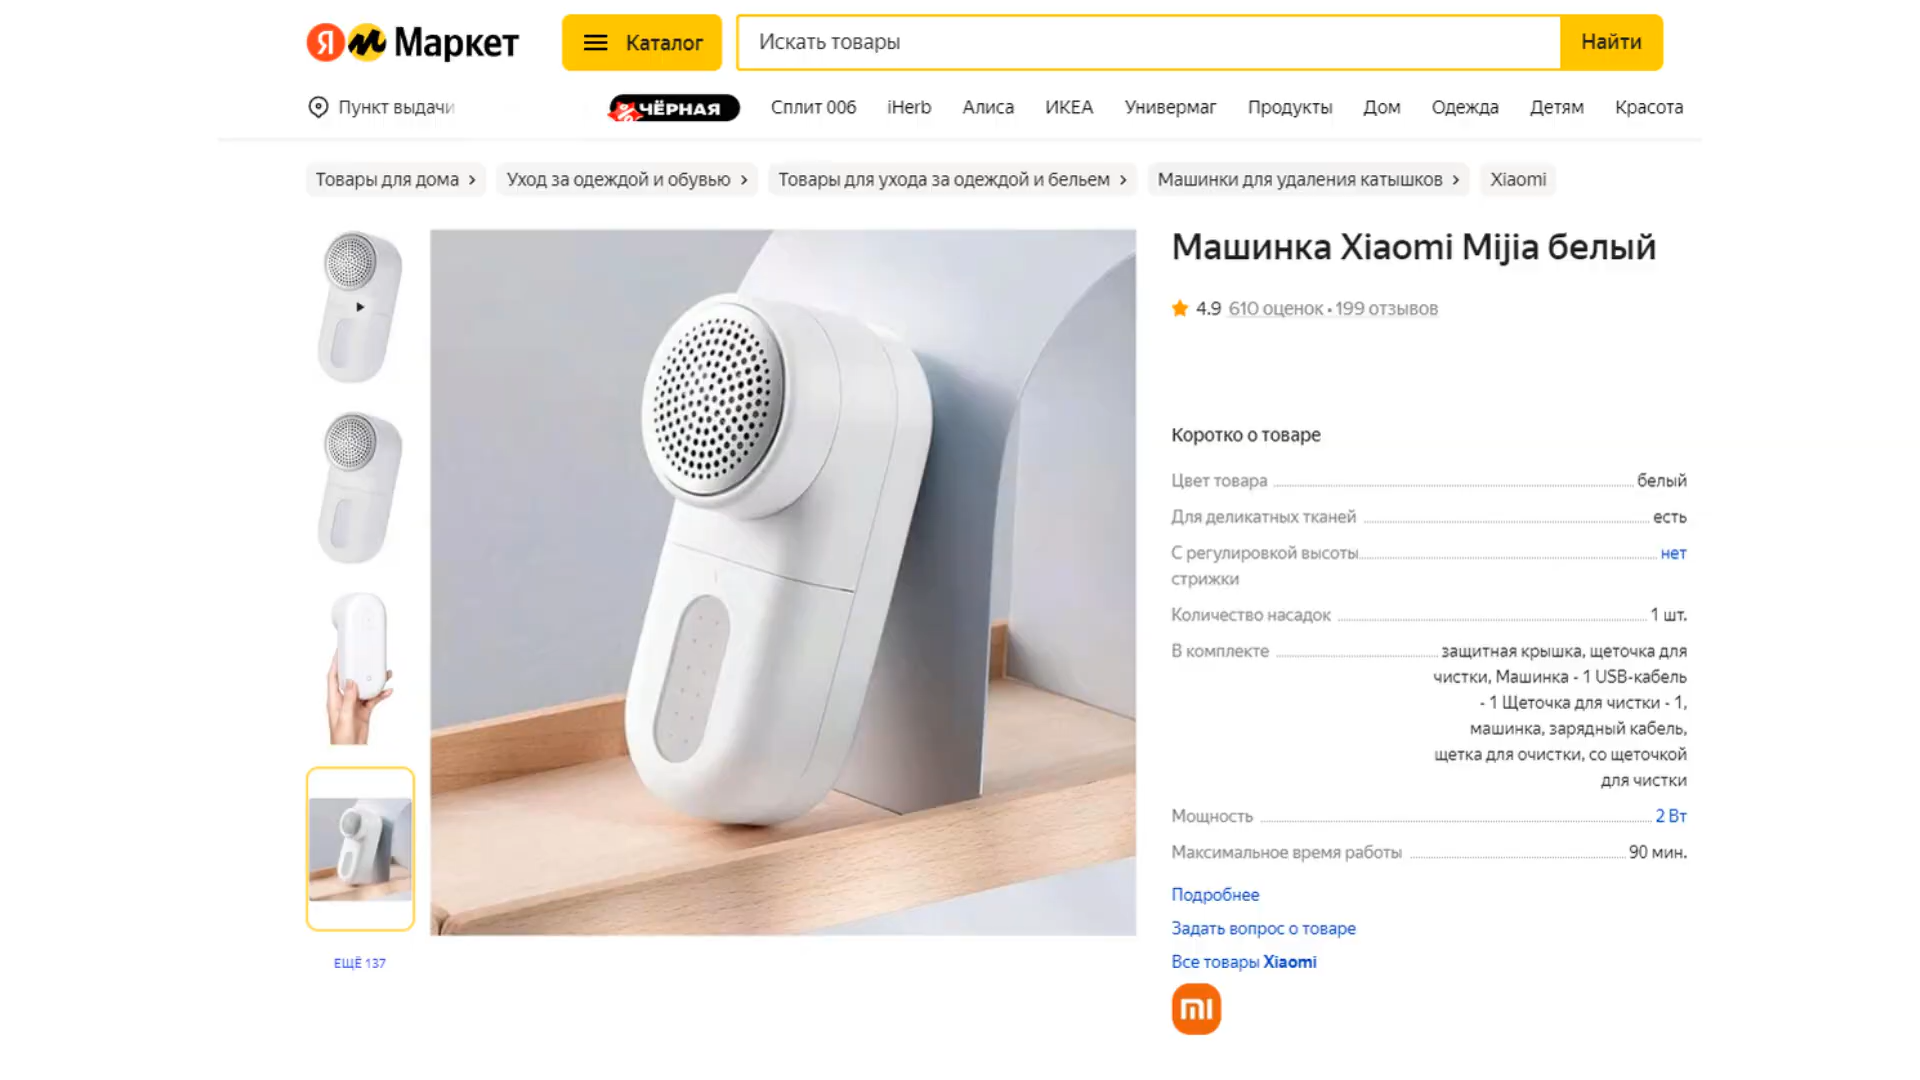 Я М Маркет
Каталог
Искать товары
Найти
Пункт выдачи
ЧЁРНАЯ
Сплит 006
iHerb
Алиса
ИКЕА
Универмаг
Продукты
Дом
Одежда
Детям
Красота
Товары для дома
Уход за одеждой и обувью
Товары для ухода за одеждой и бельем
Машинки для удаления катышков
Xiaomi
Машинка Xiaomi Mijia белый
4.9 610 оценок • 199 отзывов
Коротко о товаре
Цвет товара белый
Для деликатных тканей есть
С регулировкой высоты нет
стрижки
Количество насадок 1 шт.
В комплекте защитная крышка, щеточка для
чистки, Машинка - 1 USB-кабель
- 1 Щеточка для чистки - 1,
машинка, зарядный кабель,
щетка для очистки, со щеточкой
для чистки
Мощность 2 Вт
Максимальное время работы 90 мин.
Подробнее
Задать вопрос о товаре
Все товары Xiaomi
mi
ЕЩЁ 137